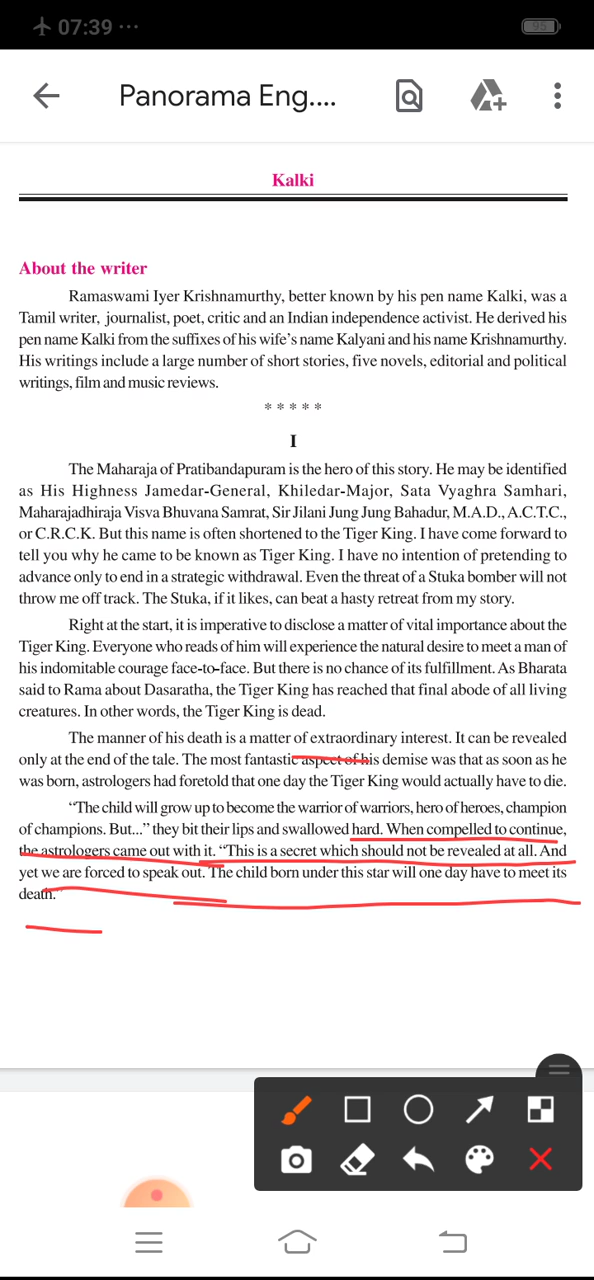 07:39 ...
95
Panorama Eng....
Kalki
About the writer
Ramaswami Iyer Krishnamurthy, better known by his pen name Kalki, was a
Tamil writer, journalist, poet, critic and an Indian independence activist. He derived his
pen name Kalki from the suffixes of his wife's name Kalyani and his name Krishnamurthy.
His writings include a large number of short stories, five novels, editorial and political
writings, film and music reviews.
* * * * *
I
The Maharaja of Pratibandapuram is the hero of this story. He may be identified
as His Highness Jamedar-General, Khiledar-Major, Sata Vyaghra Samhari,
Maharajadhiraja Visva Bhuvana Samrat, Sir Jilani Jung Jung Bahadur, M.A.D., A.C.T.C.,
or C.R.C.K. But this name is often shortened to the Tiger King. I have come forward to
tell you why he came to be known as Tiger King. I have no intention of pretending to
advance only to end in a strategic withdrawal. Even the threat of a Stuka bomber will not
throw me off track. The Stuka, if it likes, can beat a hasty retreat from my story.
Right at the start, it is imperative to disclose a matter of vital importance about the
Tiger King. Everyone who reads of him will experience the natural desire to meet a man of
his indomitable courage face-to-face. But there is no chance of its fulfillment. As Bharata
said to Rama about Dasaratha, the Tiger King has reached that final abode of all living
creatures. In other words, the Tiger King is dead.
The manner of his death is a matter of extraordinary interest. It can be revealed
only at the end of the tale. The most fantastic aspect of his demise was that as soon as he
was born, astrologers had foretold that one day the Tiger King would actually have to die.
"The child will grow up to become the warrior of warriors, hero of heroes, champion
of champions. But..." they bit their lips and swallowed hard. When compelled to continue,
the astrologers came out with it. "This is a secret which should not be revealed at all. And
yet we are forced to speak out. The child born under this star will one day have to meet its
death."